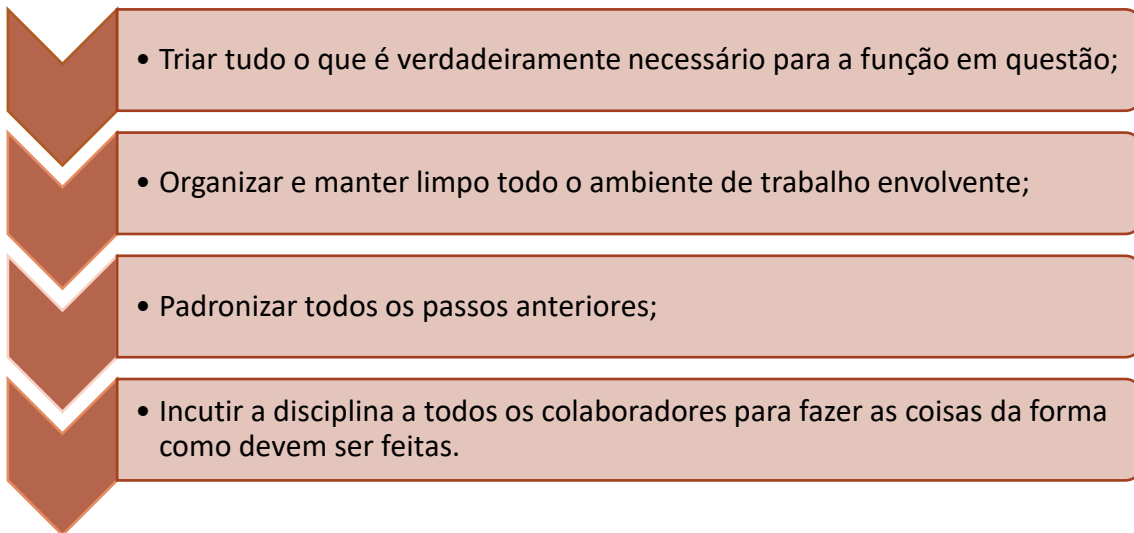 • Triar tudo o que é verdadeiramente necessário para a função em questão;
• Organizar e manter limpo todo o ambiente de trabalho envolvente;
• Padronizar todos os passos anteriores;
• Incutir a disciplina a todos os colaboradores para fazer as coisas da forma
como devem ser feitas.